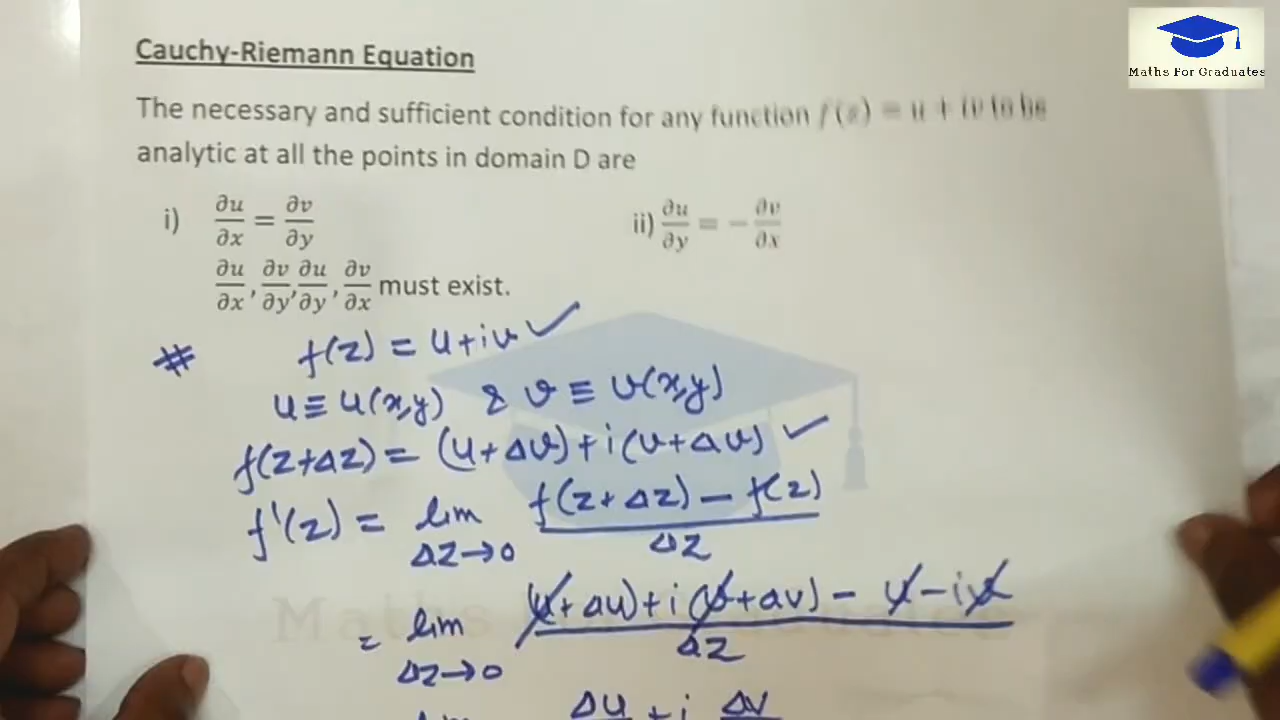 Maths For Graduates
Cauchy-Riemann Equation
The necessary and sufficient condition for any function f(z) = u + iv to be
analytic at all the points in domain D are
i) ∂u/∂x = ∂v/∂y ii) ∂u/∂y = − ∂v/∂x
∂u/∂x, ∂v/∂y, ∂u/∂y, ∂v/∂x must exist.
# f(z) = u+iv ✓
u ≡ u(x,y) & v ≡ v(x,y)
f(z+Δz) = (u+Δu)+i(v+Δv) ✓
f'(z) = lim Δz→0 f(z+Δz) − f(z) / Δz
= lim Δz→0 (u+Δu)+i(v+Δv) − u − iv / Δz
Δu + i Δv